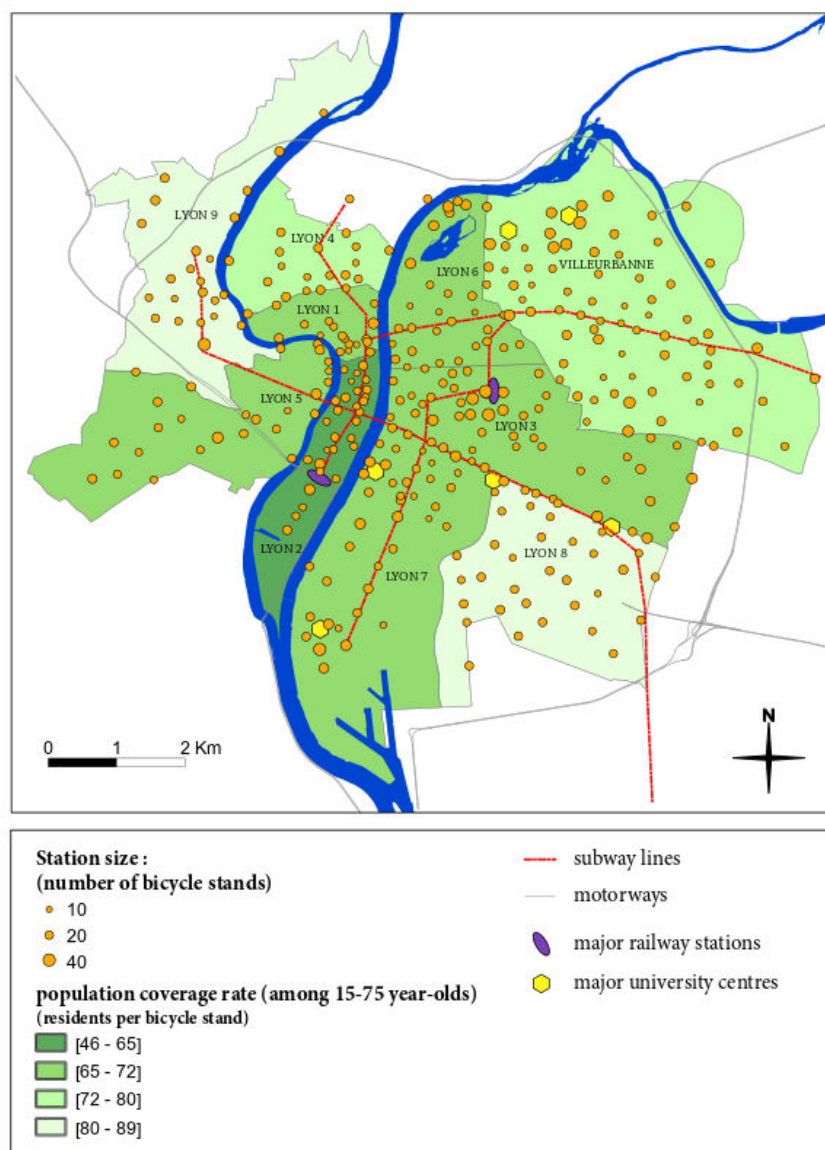 LYON 9
LYON 4
LYON 6
VILLEURBANNE
LYON 1
LYON 5
LYON 3
LYON 2
LYON 8
LYON 7
N
0 1 2 Km
Station size :
(number of bicycle stands)
10
20
40
population coverage rate (among 15-75 year-olds)
(residents per bicycle stand)
[46 - 65]
[65 - 72]
[72 - 80]
[80 - 89]
subway lines
motorways
major railway stations
major university centres